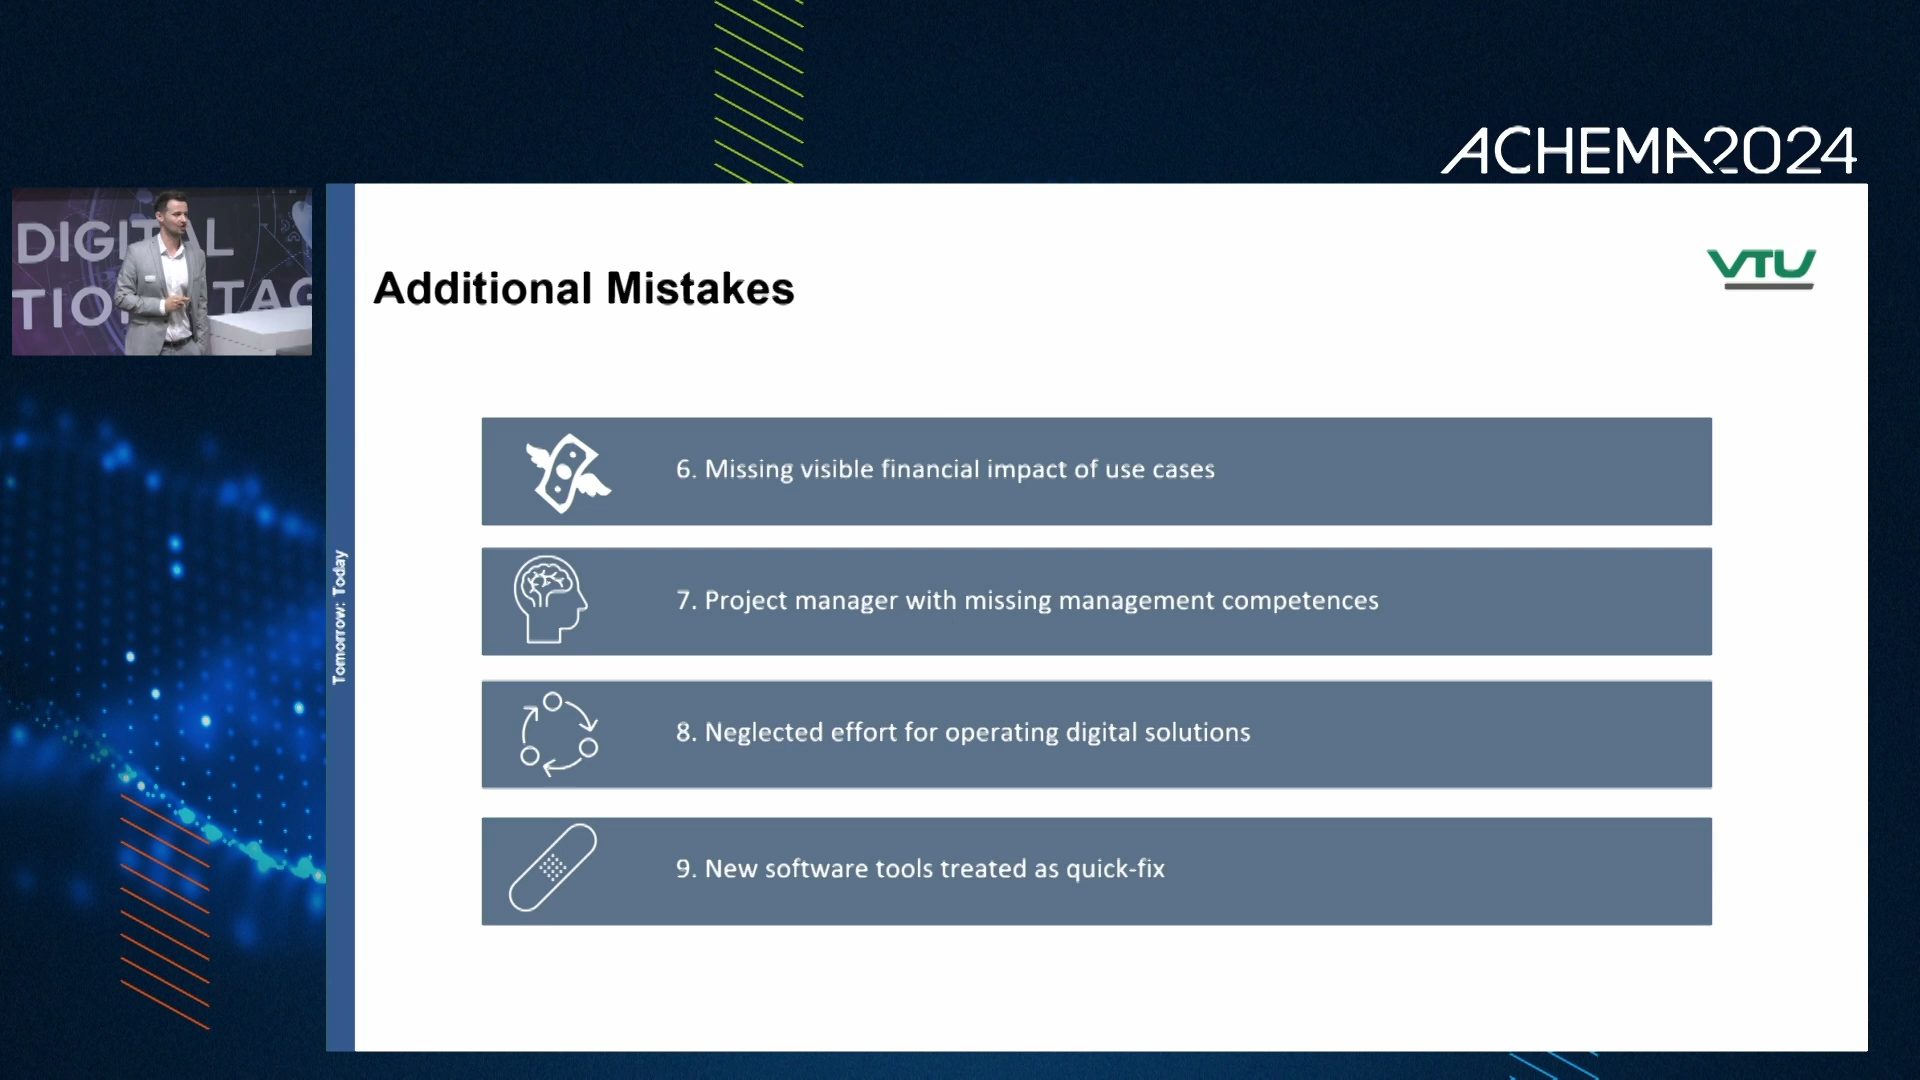 ACHEMA2024
DIGITAL
TIO TAG
Tomorrow: Today
VTU
Additional Mistakes
6. Missing visible financial impact of use cases
7. Project manager with missing management competences
8. Neglected effort for operating digital solutions
9. New software tools treated as quick-fix